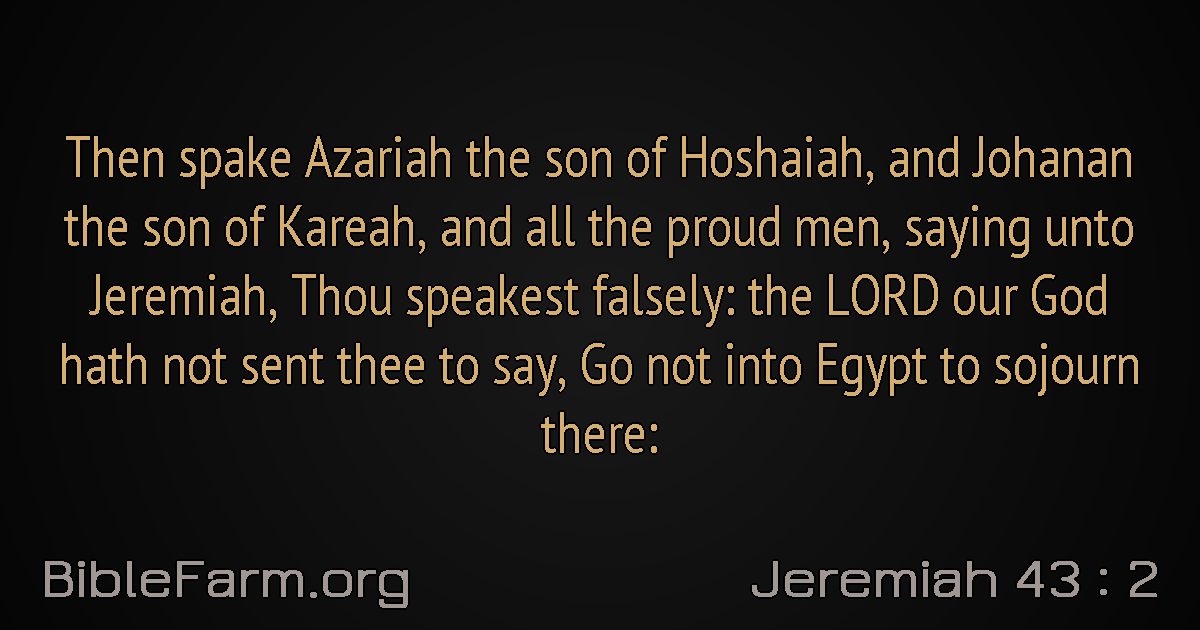 Then spake Azariah the son of Hoshaiah, and Johanan
the son of Kareah, and all the proud men, saying unto
Jeremiah, Thou speakest falsely: the LORD our God
hath not sent thee to say, Go not into Egypt to sojourn
there:
BibleFarm.org
Jeremiah 43 : 2